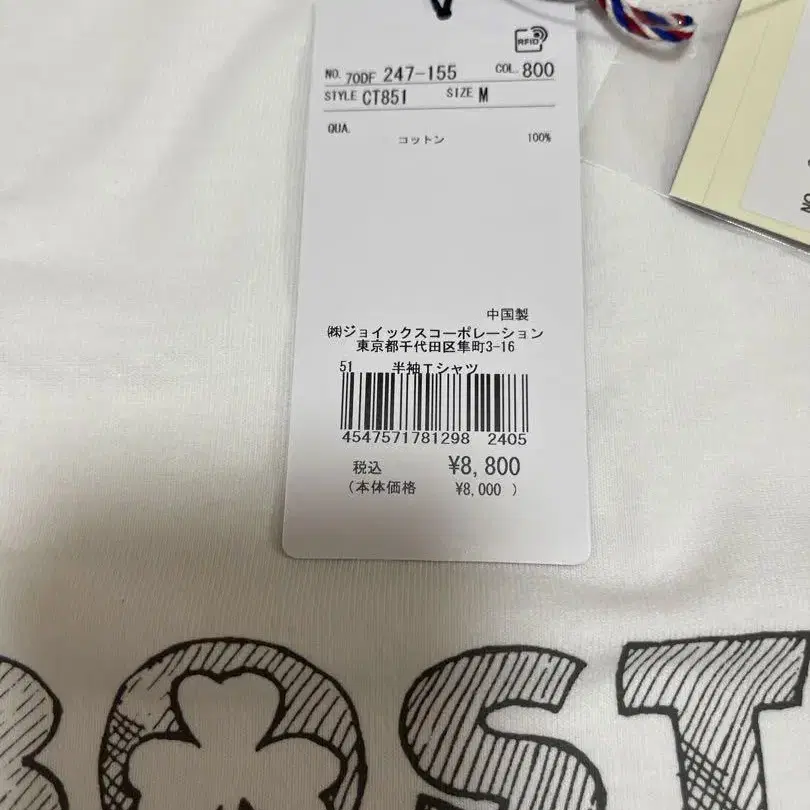 RFID
NO. 70DF 247-155 COL. 800
STYLE CT851 SIZE M
QUA.
コットン 100%
中国製
㈱ジョイックスコーポレーション
東京都千代田区隼町3-16
51 半袖Tシャツ
4547571781298 2405
税込 ¥8,800
(本体価格 ¥8,000 )
NO.
BOST